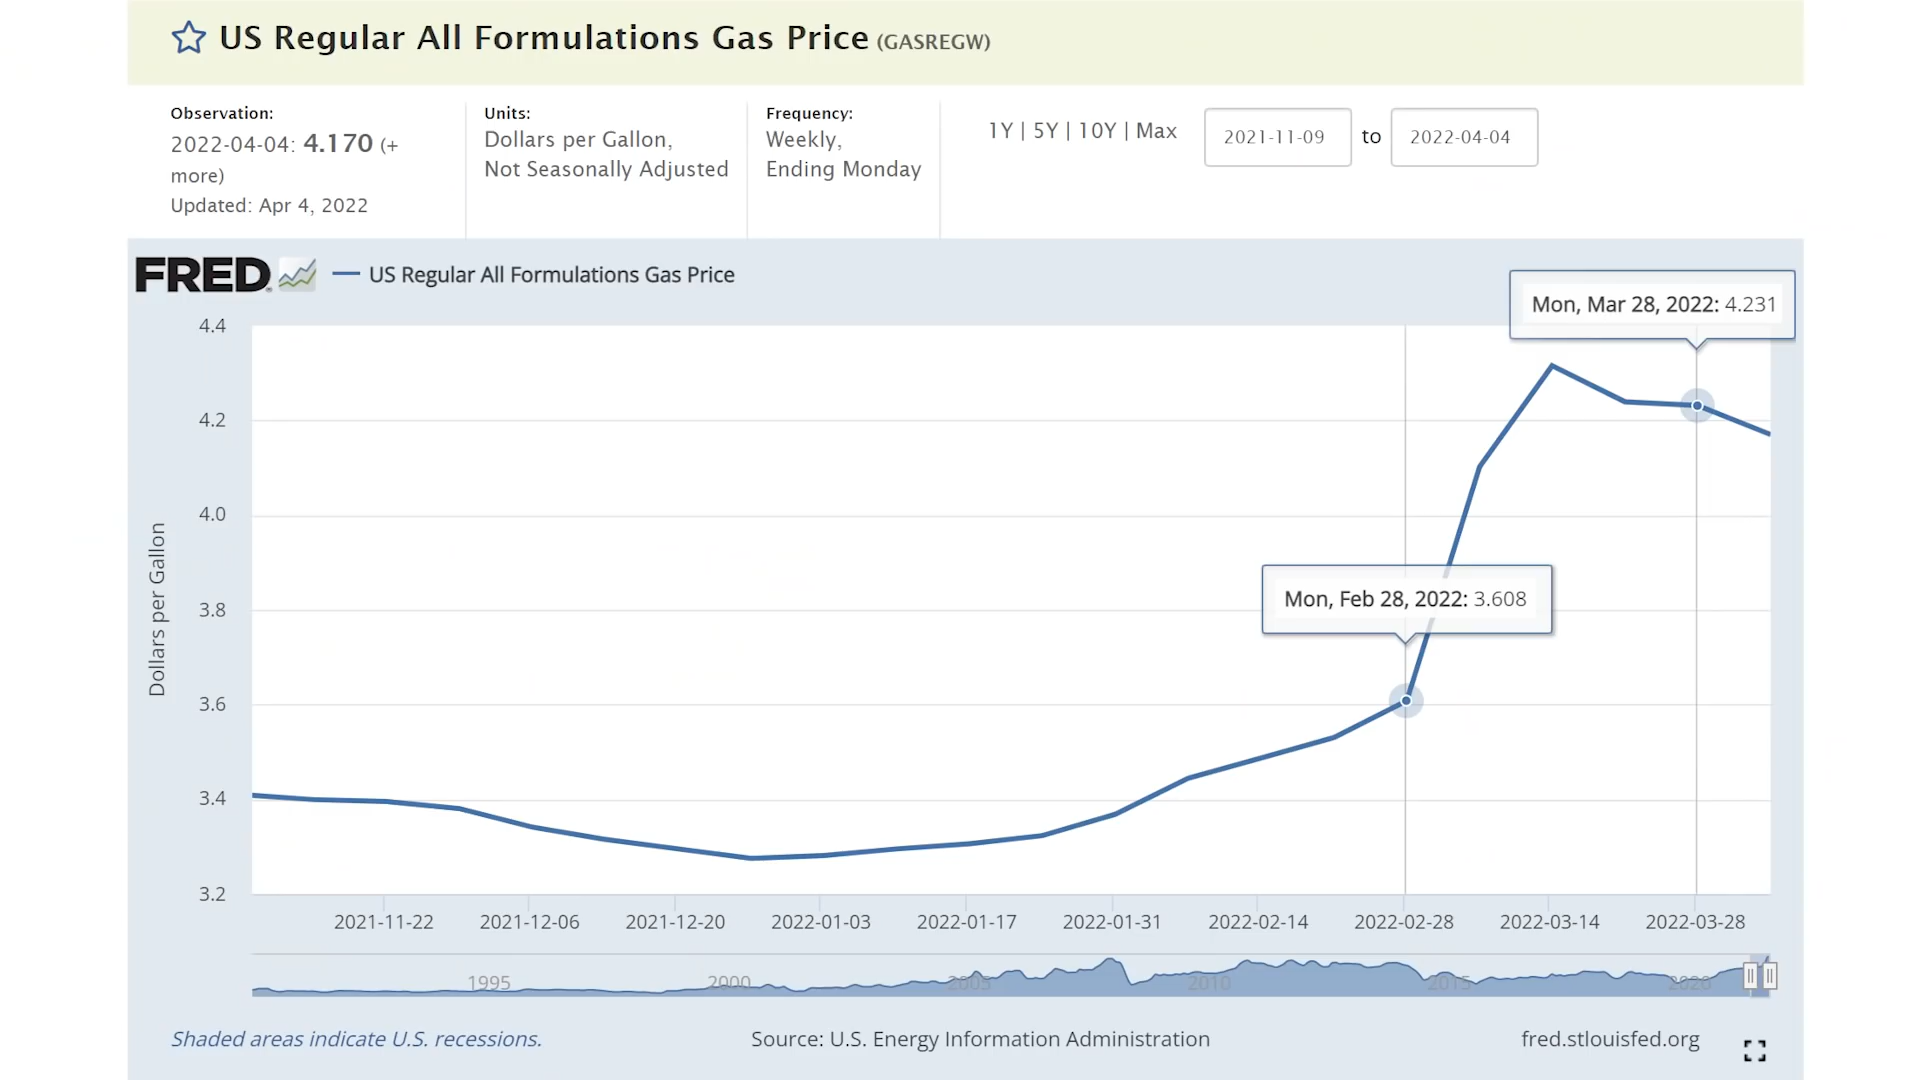 US Regular All Formulations Gas Price (GASREGW)
Observation:
2022-04-04: 4.170 (+
more)
Updated: Apr 4, 2022
Units:
Dollars per Gallon,
Not Seasonally Adjusted
Frequency:
Weekly,
Ending Monday
1Y | 5Y | 10Y | Max
2021-11-09 to 2022-04-04
FRED
US Regular All Formulations Gas Price
Mon, Mar 28, 2022: 4.231
Mon, Feb 28, 2022: 3.608
Dollars per Gallon
4.4
4.2
4.0
3.8
3.6
3.4
3.2
2021-11-22 2021-12-06 2021-12-20 2022-01-03 2022-01-17 2022-01-31 2022-02-14 2022-02-28 2022-03-14 2022-03-28
1995 2000 2005 2010 2015 2020
Shaded areas indicate U.S. recessions.
Source: U.S. Energy Information Administration
fred.stlouisfed.org